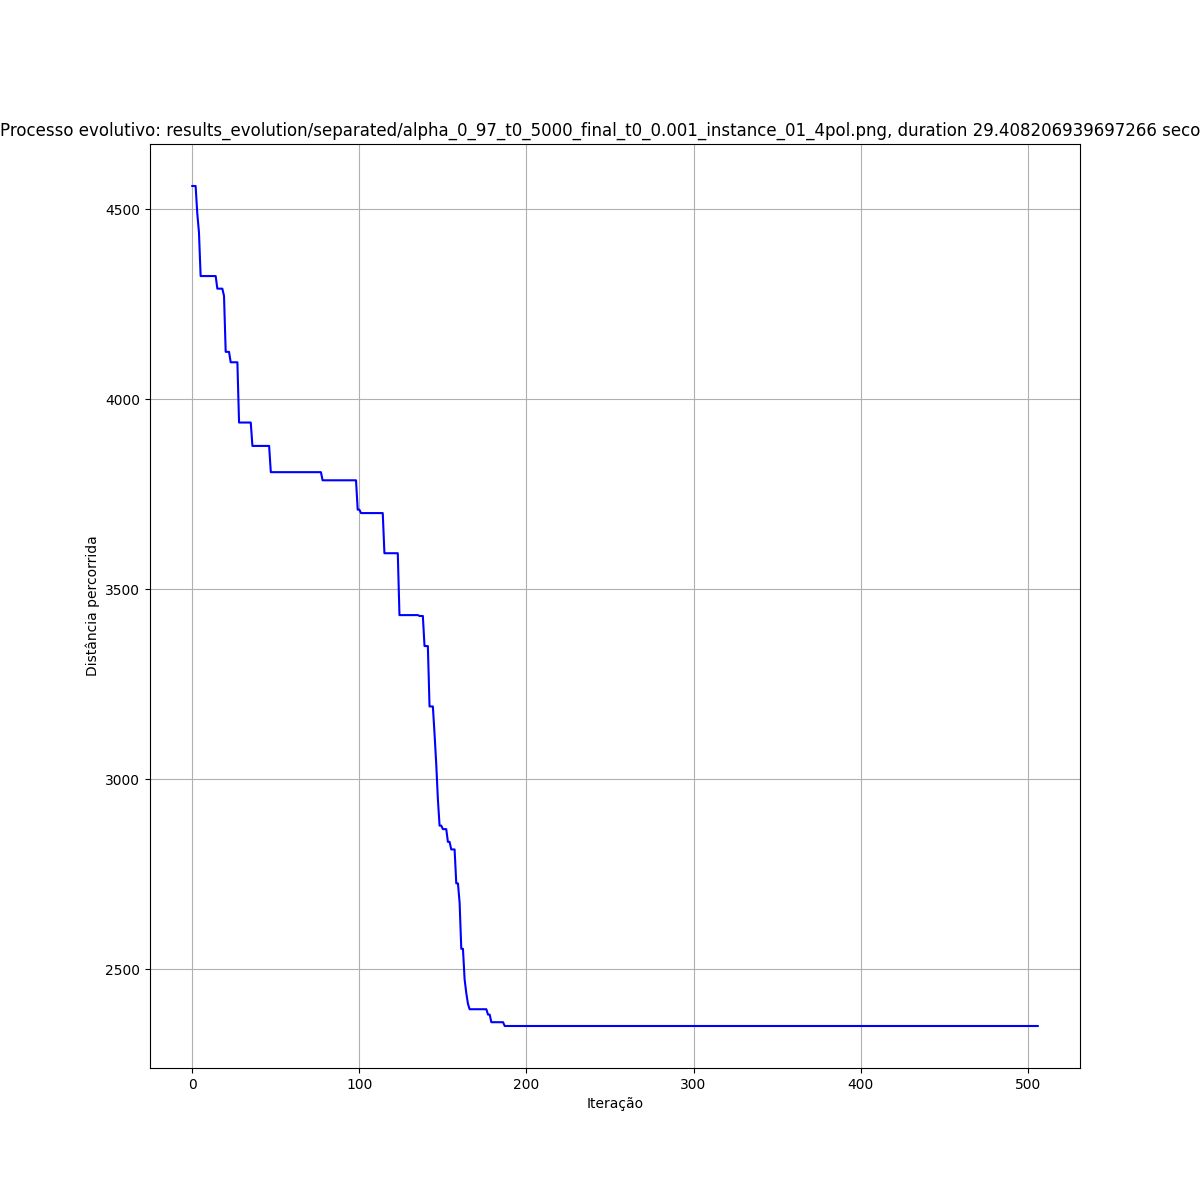 Processo evolutivo: results_evolution/separated/alpha_0_97_t0_5000_final_t0_0.001_instance_01_4pol.png, duration 29.408206939697266 seco
4500
4000
3500
3000
2500
Distância percorrida
0 100 200 300 400 500
Iteração